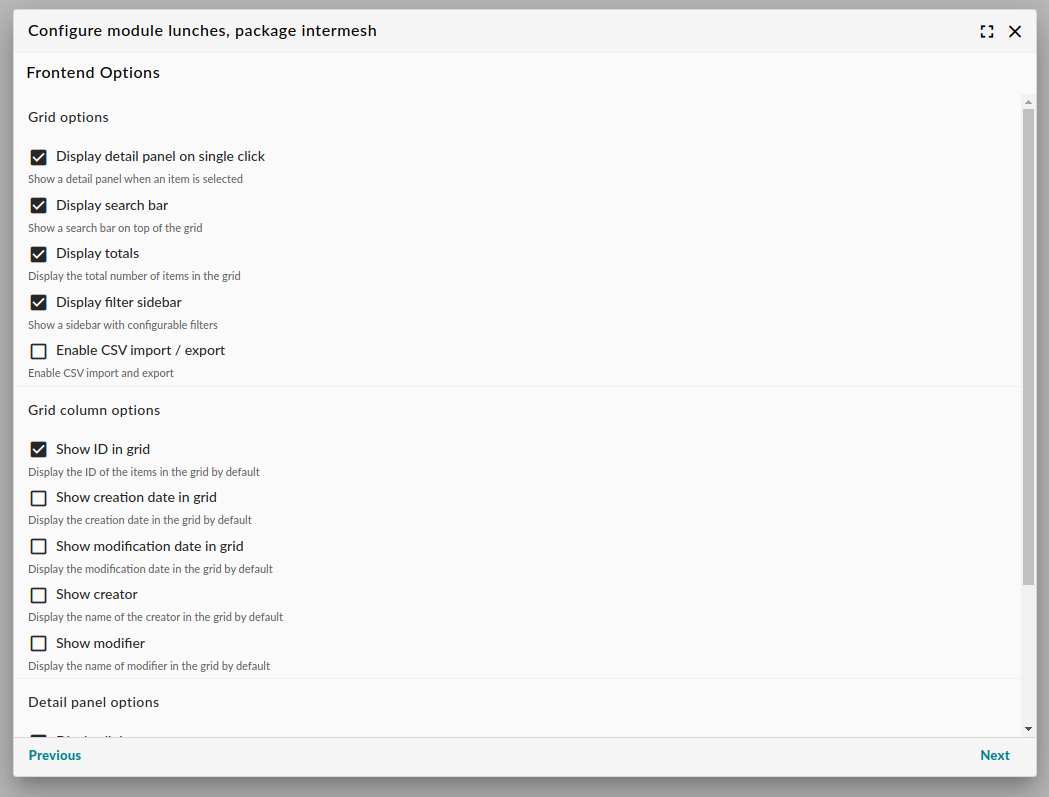 Configure module lunches, package intermesh
Frontend Options
Grid options
Display detail panel on single click
Show a detail panel when an item is selected
Display search bar
Show a search bar on top of the grid
Display totals
Display the total number of items in the grid
Display filter sidebar
Show a sidebar with configurable filters
Enable CSV import / export
Enable CSV import and export
Grid column options
Show ID in grid
Display the ID of the items in the grid by default
Show creation date in grid
Display the creation date in the grid by default
Show modification date in grid
Display the modification date in the grid by default
Show creator
Display the name of the creator in the grid by default
Show modifier
Display the name of modifier in the grid by default
Detail panel options
Previous
Next